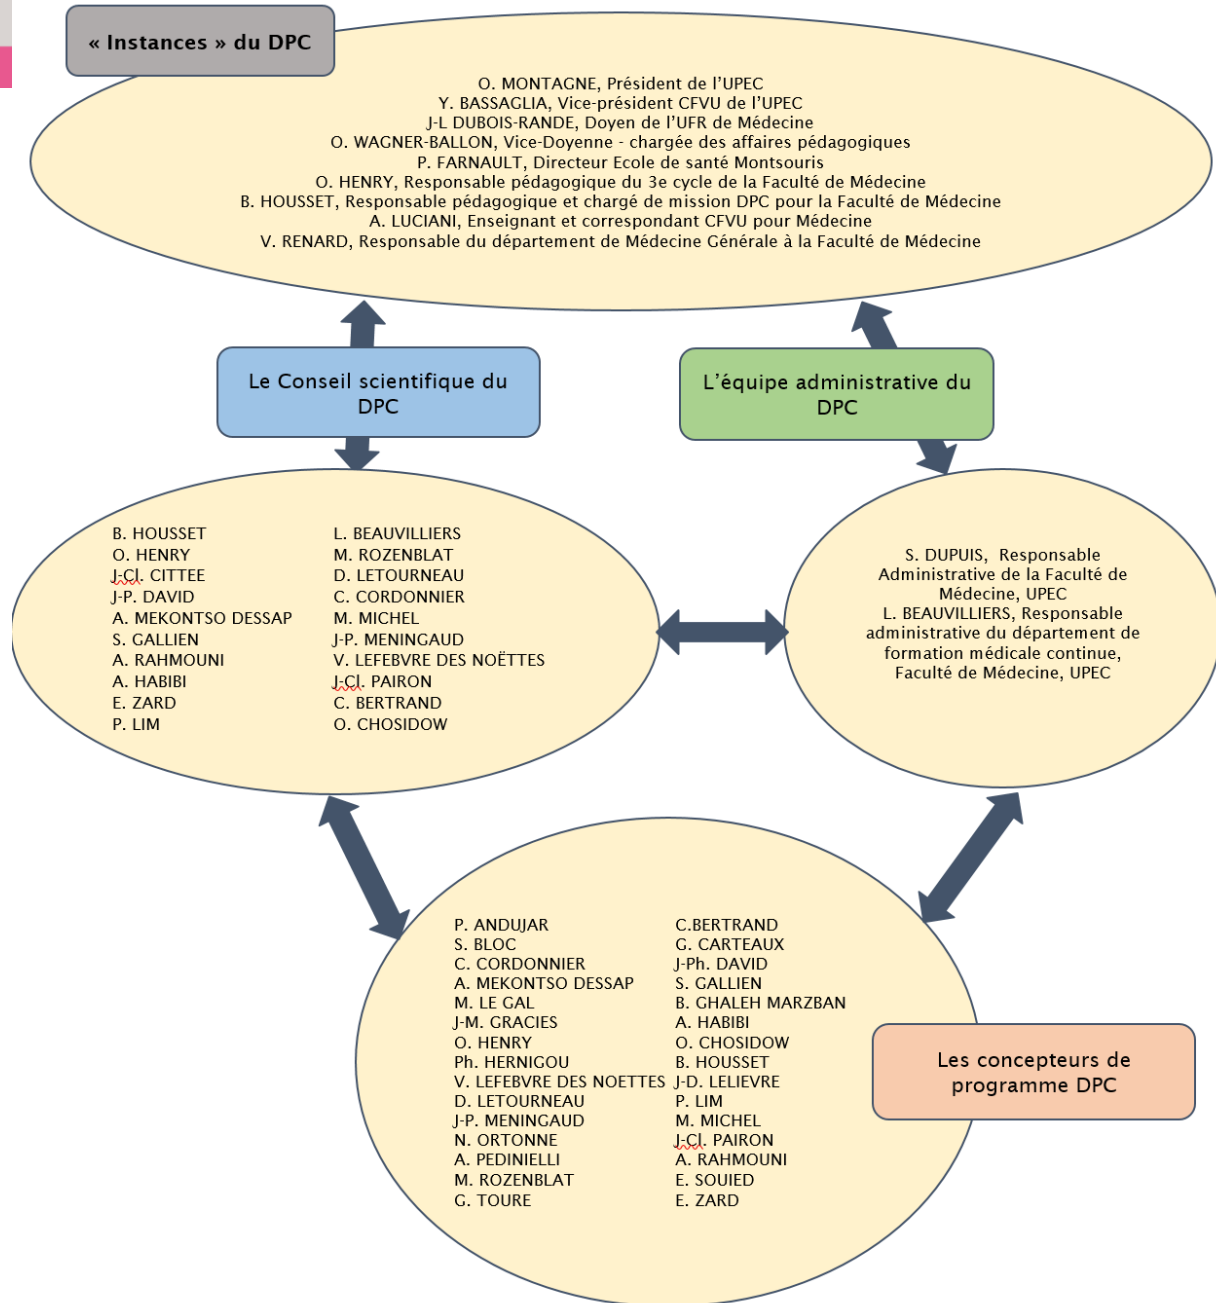 « Instances » du DPC
O. MONTAGNE, Président de l'UPEC
Y. BASSAGLIA, Vice-président CFVU de l'UPEC
J-L DUBOIS-RANDE, Doyen de l'UFR de Médecine
O. WAGNER-BALLON, Vice-Doyenne - chargée des affaires pédagogiques
P. FARNAULT, Directeur Ecole de santé Montsouris
O. HENRY, Responsable pédagogique du 3e cycle de la Faculté de Médecine
B. HOUSSET, Responsable pédagogique et chargé de mission DPC pour la Faculté de Médecine
A. LUCIANI, Enseignant et correspondant CFVU pour Médecine
V. RENARD, Responsable du département de Médecine Générale à la Faculté de Médecine
Le Conseil scientifique du
DPC
L'équipe administrative du
DPC
B. HOUSSET
O. HENRY
J-Cl. CITTEE
J-P. DAVID
A. MEKONTSO DESSAP
S. GALLIEN
A. RAHMOUNI
A. HABIBI
E. ZARD
P. LIM
L. BEAUVILLIERS
M. ROZENBLAT
D. LETOURNEAU
C. CORDONNIER
M. MICHEL
J-P. MENINGAUD
V. LEFEBVRE DES NOËTTES
J-Cl. PAIRON
C. BERTRAND
O. CHOSIDOW
S. DUPUIS, Responsable
Administrative de la Faculté de
Médecine, UPEC
L. BEAUVILLIERS, Responsable
administrative du département de
formation médicale continue,
Faculté de Médecine, UPEC
P. ANDUJAR
S. BLOC
C. CORDONNIER
A. MEKONTSO DESSAP
M. LE GAL
J-M. GRACIES
O. HENRY
Ph. HERNIGOU
V. LEFEBVRE DES NOETTES
D. LETOURNEAU
J-P. MENINGAUD
N. ORTONNE
A. PEDINIELLI
M. ROZENBLAT
G. TOURE
C.BERTRAND
G. CARTEAUX
J-Ph. DAVID
S. GALLIEN
B. GHALEH MARZBAN
A. HABIBI
O. CHOSIDOW
B. HOUSSET
J-D. LELIEVRE
P. LIM
M. MICHEL
J-Cl. PAIRON
A. RAHMOUNI
E. SOUIED
E. ZARD
Les concepteurs de
programme DPC